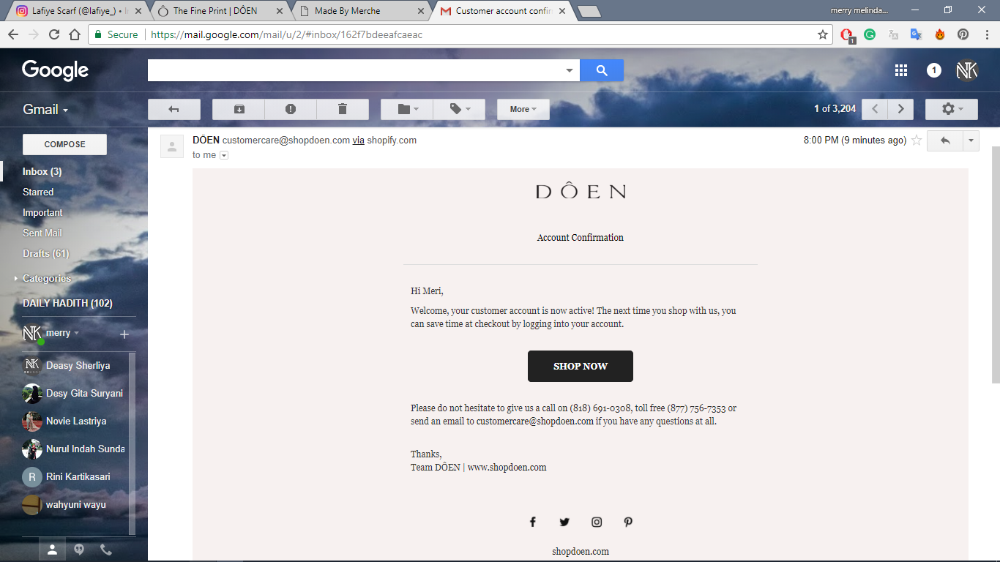 Lafiye Scarf (@lafiye_) • I
The Fine Print | DÔEN
Made By Merche
Customer account confir
merry melinda...
Secure
https://mail.google.com/mail/u/2/#inbox/162f7bdeeafcaeac
1
Google
1
NK
Gmail
More
1 of 3,204
COMPOSE
DÔEN customercare@shopdoen.com via shopify.com
8:00 PM (9 minutes ago)
to me
Inbox (3)
Starred
Important
Sent Mail
Drafts (61)
Categories
DAILY HADITH (102)
NK merry
NK Deasy Sherliya
Desy Gita Suryani
Novie Lastriya
Nurul Indah Sunda
R Rini Kartikasari
wahyuni wayu
DÔEN
Account Confirmation
Hi Meri,
Welcome, your customer account is now active! The next time you shop with us, you
can save time at checkout by logging into your account.
SHOP NOW
Please do not hesitate to give us a call on (818) 691-0308, toll free (877) 756-7353 or
send an email to customercare@shopdoen.com if you have any questions at all.
Thanks,
Team DÔEN | www.shopdoen.com
shopdoen.com